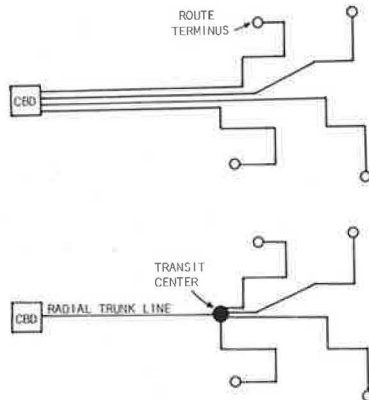 ROUTE
TERMINUS
CBD
TRANSIT
CENTER
RADIAL TRUNK LINE
CBD